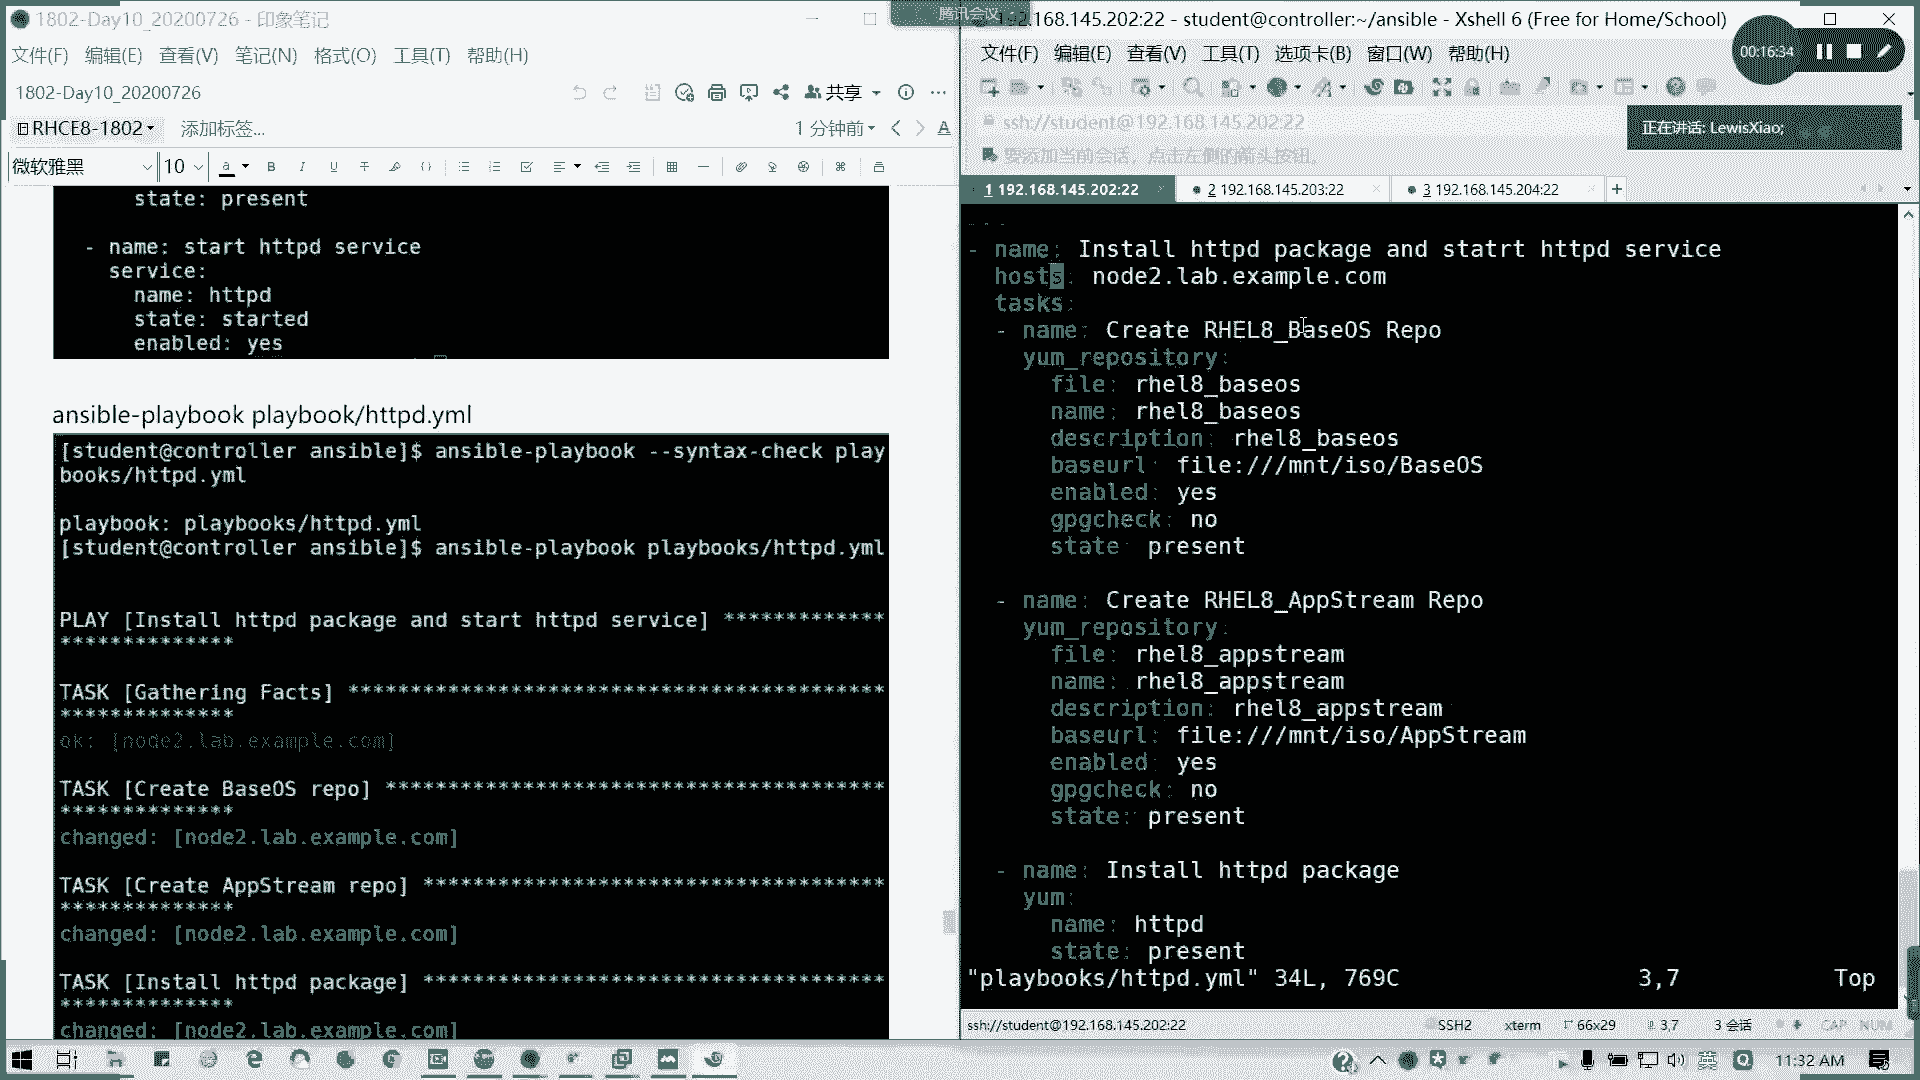 1802-Day10_20200726 - 印象笔记
文件(F) 编辑(E) 查看(V) 笔记(N) 格式(O) 工具(T) 帮助(H)
1802-Day10_20200726
共享
RHCE8-1802
添加标签...
1 分钟前
微软雅黑
10
state: present
- name: start httpd service
service:
name: httpd
state: started
enabled: yes
ansible-playbook playbook/httpd.yml
[student@controller ansible]$ ansible-playbook --syntax-check play
books/httpd.yml
playbook: playbooks/httpd.yml
[student@controller ansible]$ ansible-playbook playbooks/httpd.yml
PLAY [Install httpd package and start httpd service] *************
**************
TASK [Gathering Facts] *******************************************
**************
ok: [node2.lab.example.com]
TASK [Create BaseOS repo] ****************************************
**************
changed: [node2.lab.example.com]
TASK [Create AppStream repo] *************************************
**************
changed: [node2.lab.example.com]
TASK [Install httpd package] *************************************
**************
changed: [node2.lab.example.com]
腾讯会议
.168.145.202:22 - student@controller:~/ansible - Xshell 6 (Free for Home/School)
文件(F) 编辑(E) 查看(V) 工具(T) 选项卡(B) 窗口(W) 帮助(H)
00:16:34
ssh://student@192.168.145.202:22
正在讲话: LewisXiao;
要添加当前会话，点击左侧的箭头按钮。
1 192.168.145.202:22
2 192.168.145.203:22
3 192.168.145.204:22
---
- name: Install httpd package and statrt httpd service
hosts: node2.lab.example.com
tasks:
- name: Create RHEL8_BaseOS Repo
yum_repository:
file: rhel8_baseos
name: rhel8_baseos
description: rhel8_baseos
baseurl: file:///mnt/iso/BaseOS
enabled: yes
gpgcheck: no
state: present
- name: Create RHEL8_AppStream Repo
yum_repository:
file: rhel8_appstream
name: rhel8_appstream
description: rhel8_appstream
baseurl: file:///mnt/iso/AppStream
enabled: yes
gpgcheck: no
state: present
- name: Install httpd package
yum:
name: httpd
state: present
"playbooks/httpd.yml" 34L, 769C 3,7 Top
ssh://student@192.168.145.202:22
SSH2
xterm
66x29
3,7
3 会话
CAP NUM
英
11:32 AM